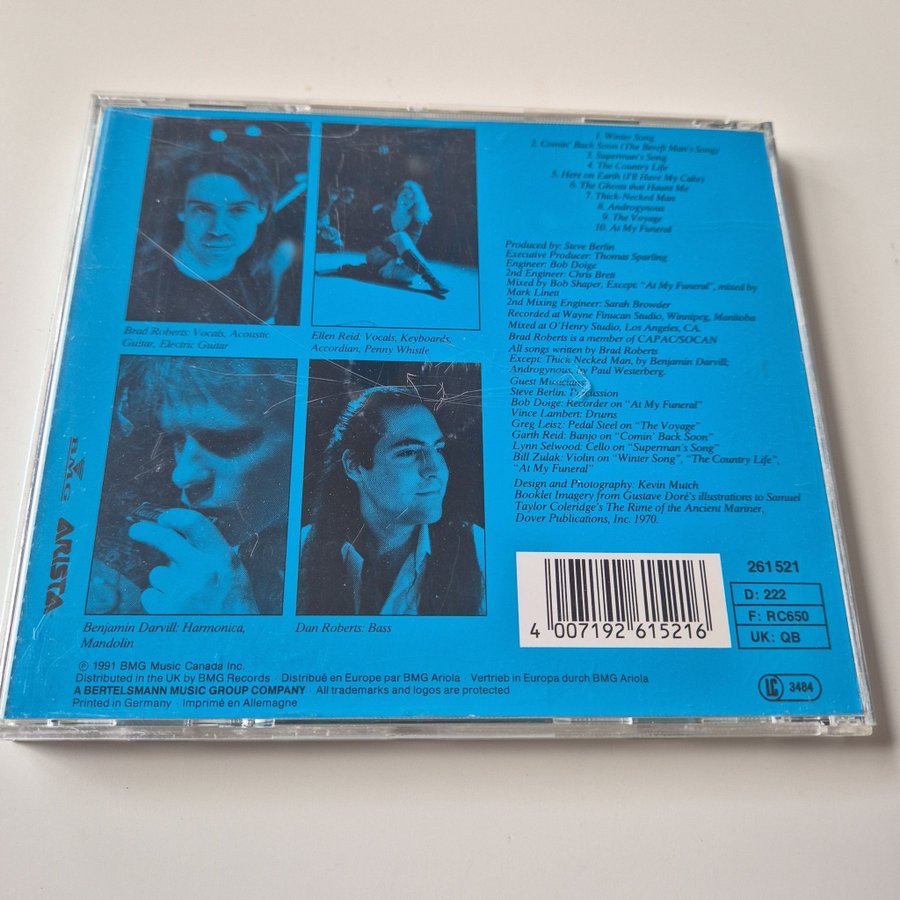 1. Winter Song
2. Comin' Back Soon (The Bereft Man's Song)
3. Superman's Song
4. The Country Life
5. Here on Earth (I'll Have My Cake)
6. The Ghosts that Haunt Me
7. Thick-Necked Man
8. Androgynous
9. The Voyage
10. At My Funeral
Produced by: Steve Berlin
Executive Producer: Thomas Sparling
Engineer: Bob Doige
2nd Engineer: Chris Brett
Mixed by Bob Shaper, Except: "At My Funeral", mixed by
Mark Linett
2nd Mixing Engineer: Sarah Browder
Recorded at Wayne Finucan Studio, Winnipeg, Manitoba
Mixed at O'Henry Studio, Los Angeles, CA.
Brad Roberts is a member of CAPAC/SOCAN
All songs written by Brad Roberts
Except: Thick Necked Man, by Benjamin Darvill;
Androgynous, by Paul Westerberg.
Guest Musicians
Steve Berlin: Percussion
Bob Doige: Recorder on "At My Funeral"
Vince Lambert: Drums
Greg Leisz: Pedal Steel on "The Voyage"
Garth Reid: Banjo on "Comin' Back Soon"
Lynn Selwood: Cello on "Superman's Song"
Bill Zulak: Violin on "Winter Song", "The Country Life",
"At My Funeral"
Design and Photography: Kevin Mutch
Booklet Imagery from Gustave Doré's illustrations to Samuel
Taylor Coleridge's The Rime of the Ancient Mariner,
Dover Publications, Inc. 1970.
Brad Roberts: Vocals, Acoustic
Guitar, Electric Guitar
Ellen Reid: Vocals, Keyboards,
Accordian, Penny Whistle
Benjamin Darvill: Harmonica,
Mandolin
Dan Roberts: Bass
BMG
ARISTA
4 007192 615216
261 521
D: 222
F: RC650
UK: QB
LC 3484
℗ 1991 BMG Music Canada Inc.
Distributed in the UK by BMG Records · Distribué en Europe par BMG Ariola · Vertrieb in Europa durch BMG Ariola
A BERTELSMANN MUSIC GROUP COMPANY · All trademarks and logos are protected
Printed in Germany · Imprimé en Allemagne